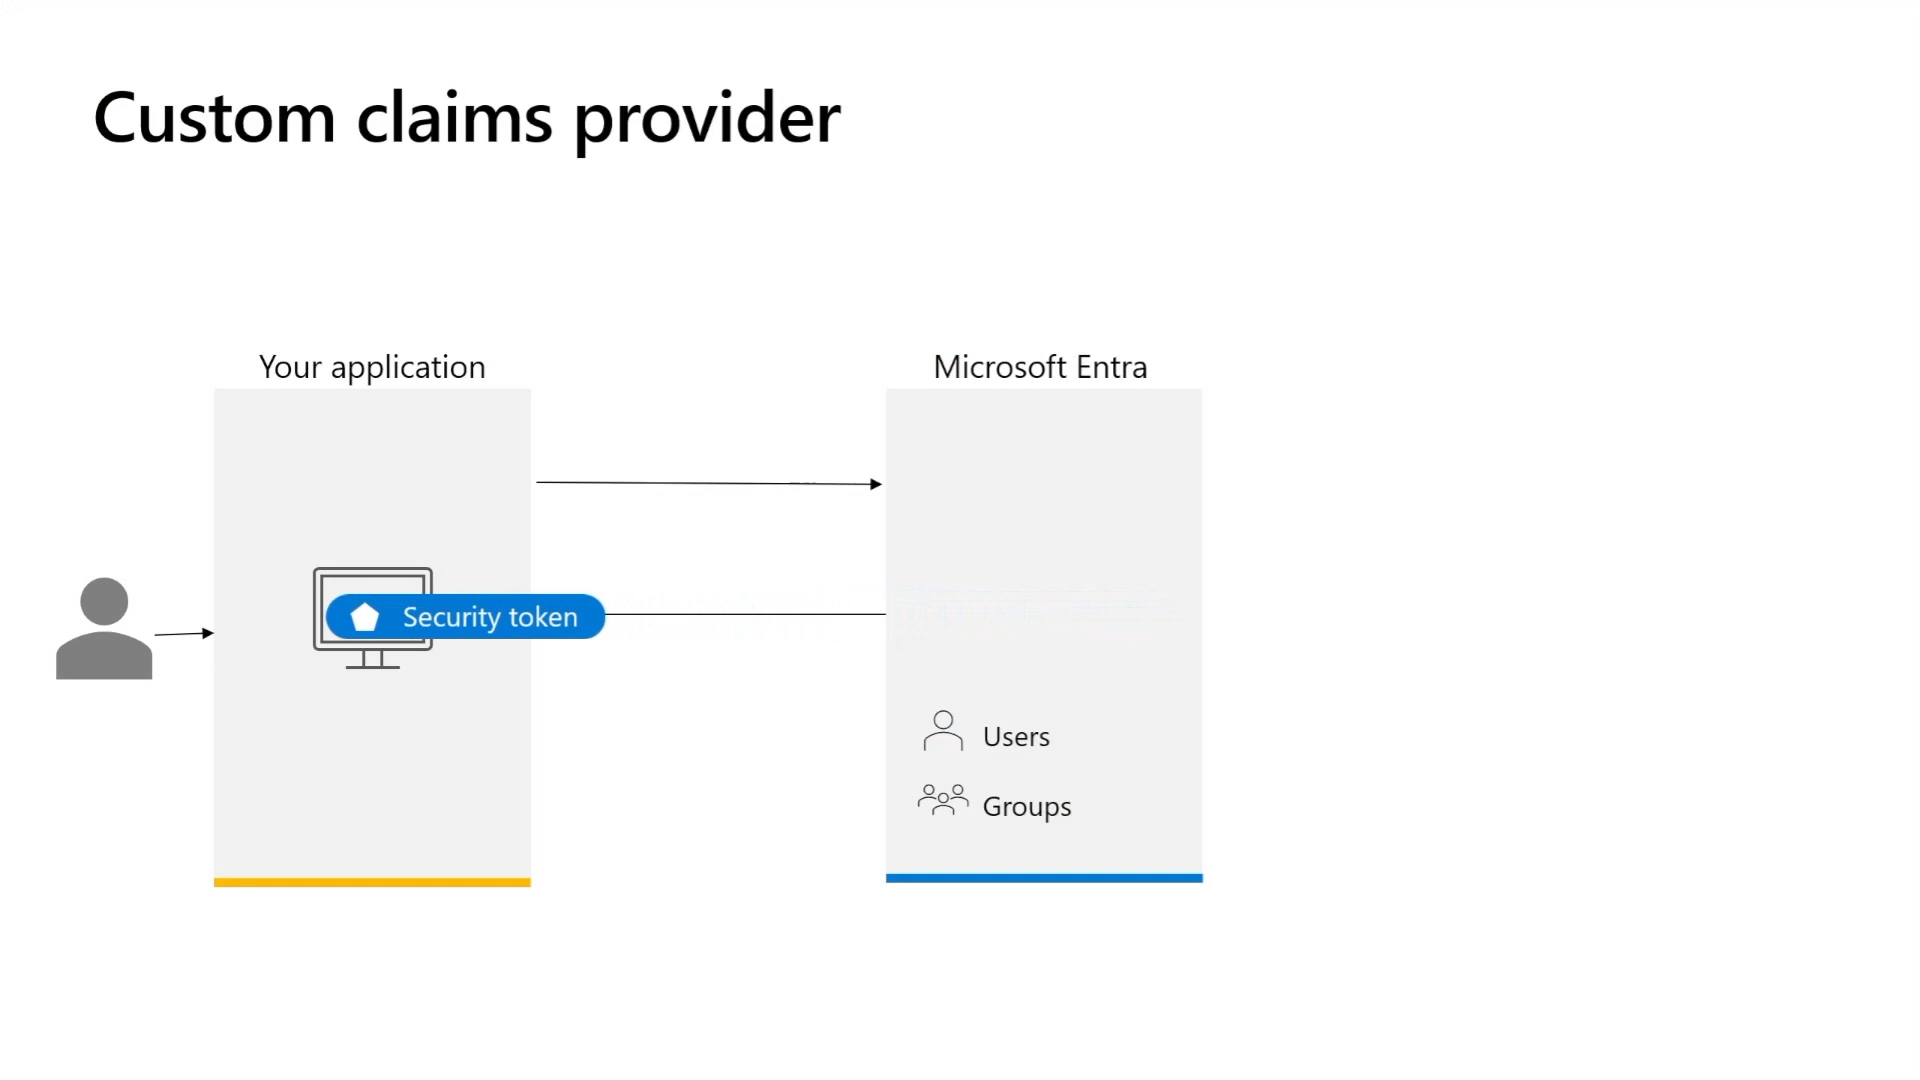 Custom claims provider
Your application
Microsoft Entra
Security token
Users
Groups